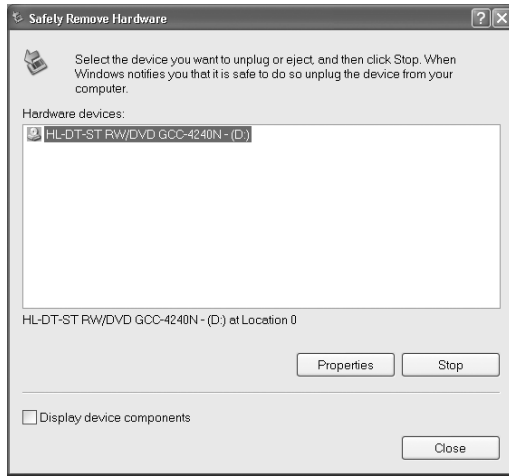 Safely Remove Hardware
Select the device you want to unplug or eject, and then click Stop. When
Windows notifies you that it is safe to do so unplug the device from your
computer.
Hardware devices:
HL-DT-ST RW/DVD GCC-4240N - (D:)
HL-DT-ST RW/DVD GCC-4240N - (D:) at Location 0
Properties
Stop
Display device components
Close